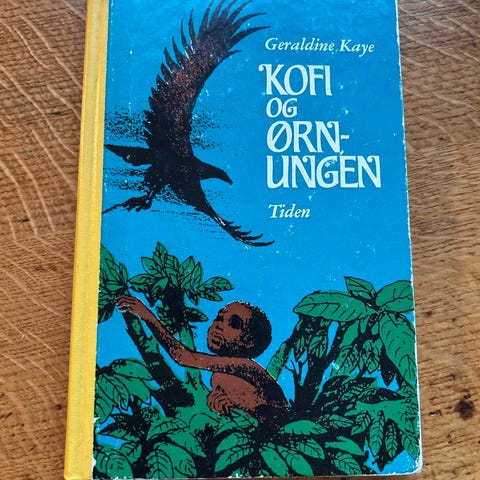 Geraldine Kaye
KOFI
OG
ØRN-
UNGEN
Tiden